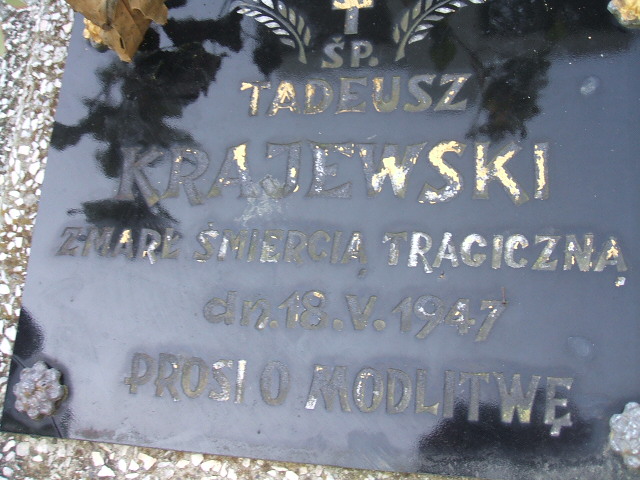 ŚP.
TADEUSZ
KRAJEWSKI
ZMARŁ ŚMIERCIĄ TRAGICZNĄ
dn. 18. V. 1947
PROSI O MODLITWĘ